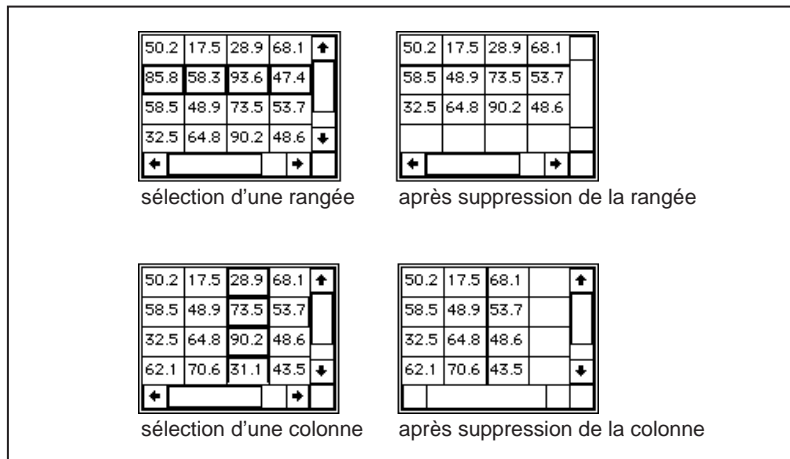 50.2 17.5 28.9 68.1
85.8 58.3 93.6 47.4
58.5 48.9 73.5 53.7
32.5 64.8 90.2 48.6
sélection d'une rangée
50.2 17.5 28.9 68.1
58.5 48.9 73.5 53.7
32.5 64.8 90.2 48.6
après suppression de la rangée
50.2 17.5 28.9 68.1
58.5 48.9 73.5 53.7
32.5 64.8 90.2 48.6
62.1 70.6 31.1 43.5
sélection d'une colonne
50.2 17.5 68.1
58.5 48.9 53.7
32.5 64.8 48.6
62.1 70.6 43.5
après suppression de la colonne